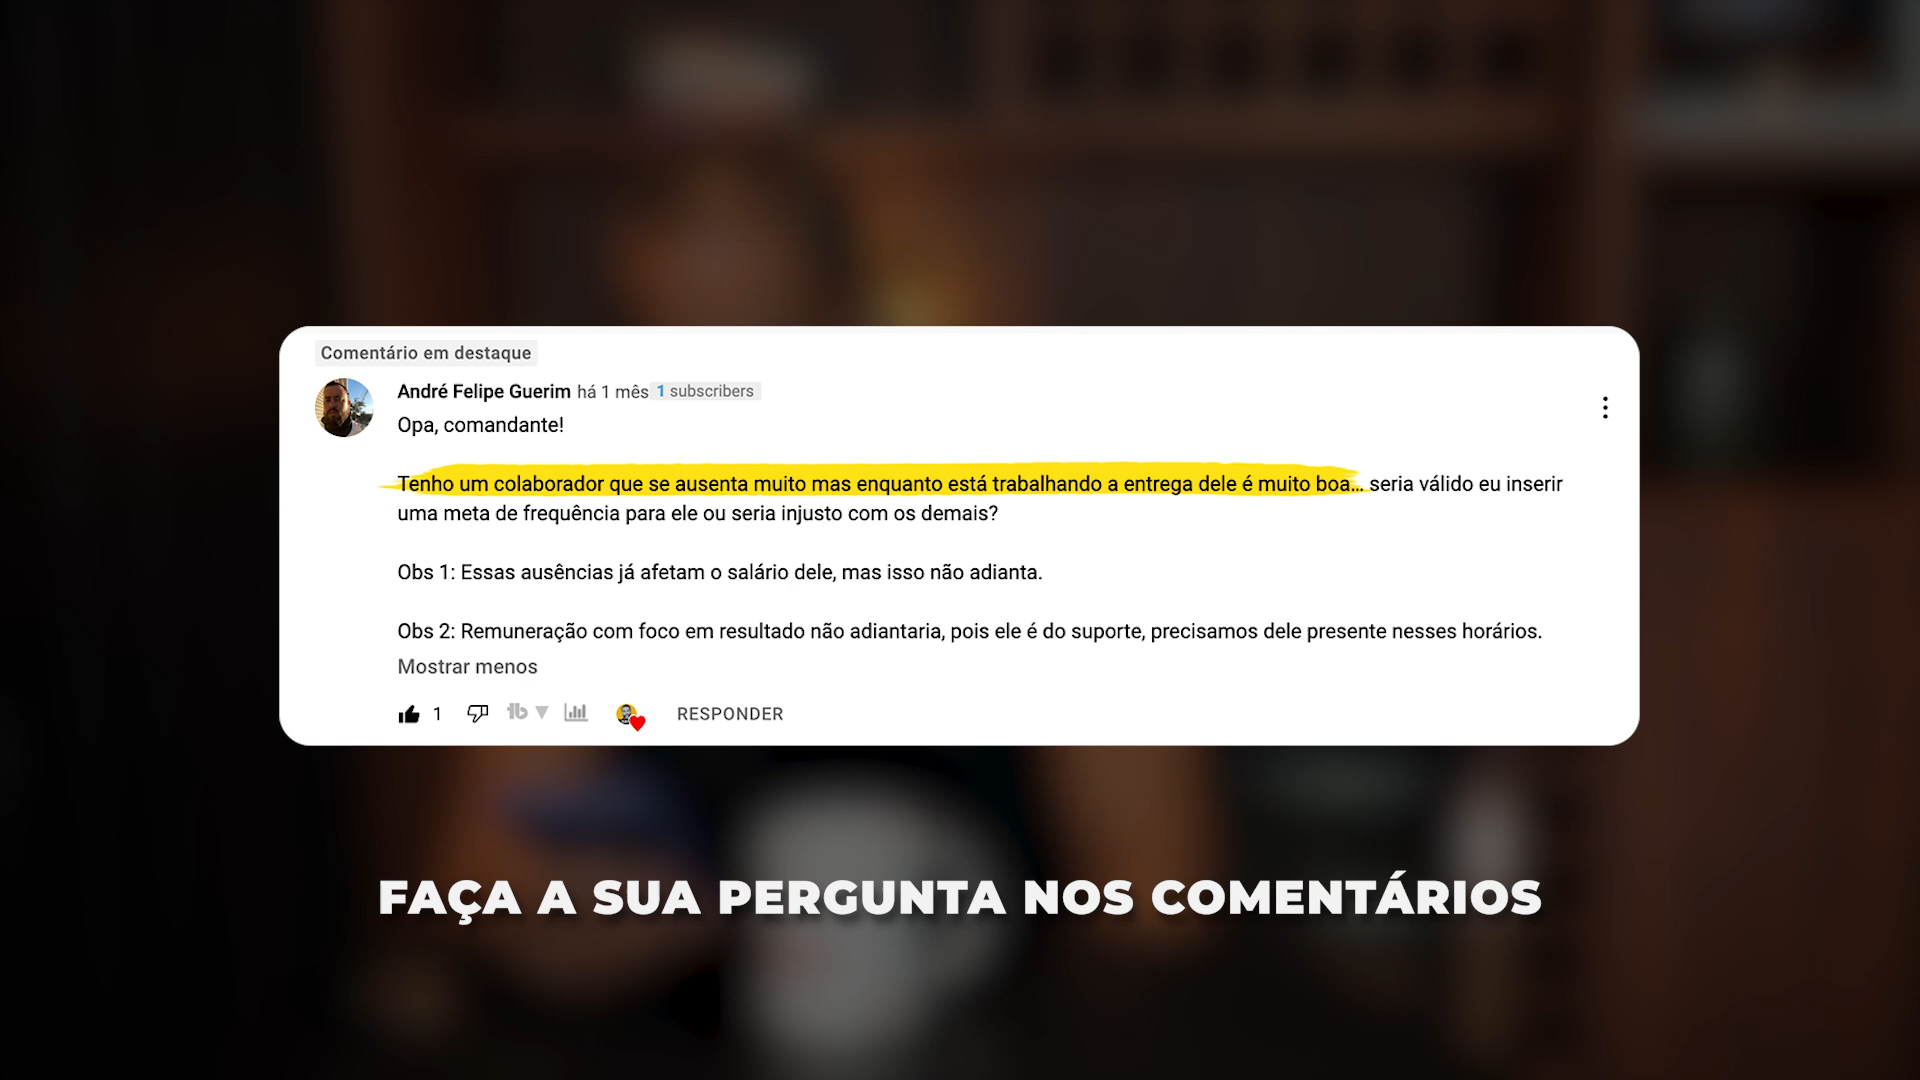 Comentário em destaque
André Felipe Guerim há 1 mês 1 subscribers
Opa, comandante!
Tenho um colaborador que se ausenta muito mas enquanto está trabalhando a entrega dele é muito boa... seria válido eu inserir
uma meta de frequência para ele ou seria injusto com os demais?
Obs 1: Essas ausências já afetam o salário dele, mas isso não adianta.
Obs 2: Remuneração com foco em resultado não adiantaria, pois ele é do suporte, precisamos dele presente nesses horários.
Mostrar menos
1 tb RESPONDER
FAÇA A SUA PERGUNTA NOS COMENTÁRIOS